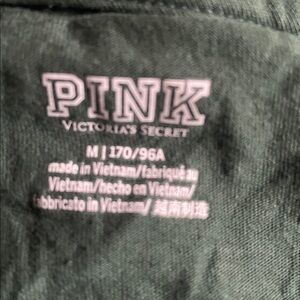 PINK
VICTORIA'S SECRET
M | 170/96A
made in Vietnam/fabriqué au
Vietnam/hecho en Vietnam/
fabbricato in Vietnam/ 越南制造